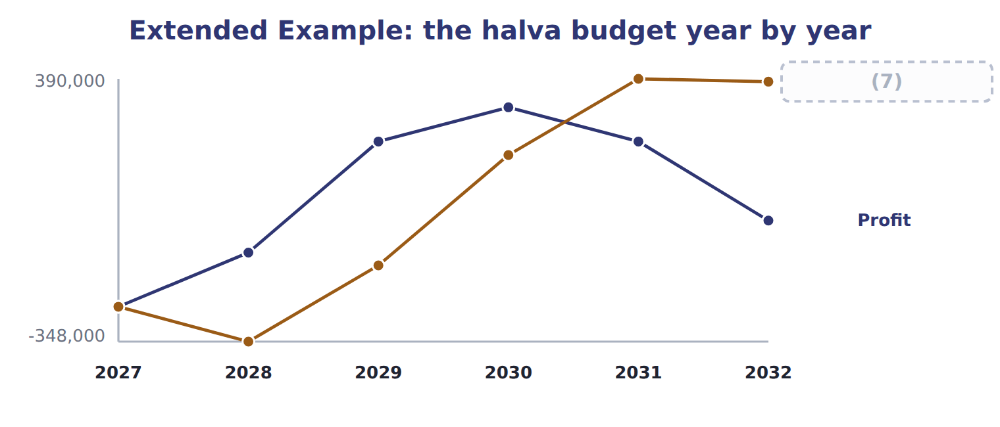 Extended Example: the halva budget year by year
390,000
(7)
Profit
-348,000
2027 2028 2029 2030 2031 2032